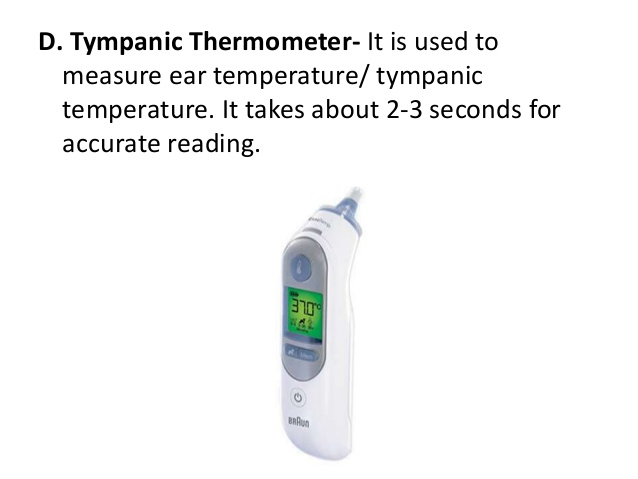 D. Tympanic Thermometer- It is used to
measure ear temperature/ tympanic
temperature. It takes about 2-3 seconds for
accurate reading.
37.0°C
BRAUN